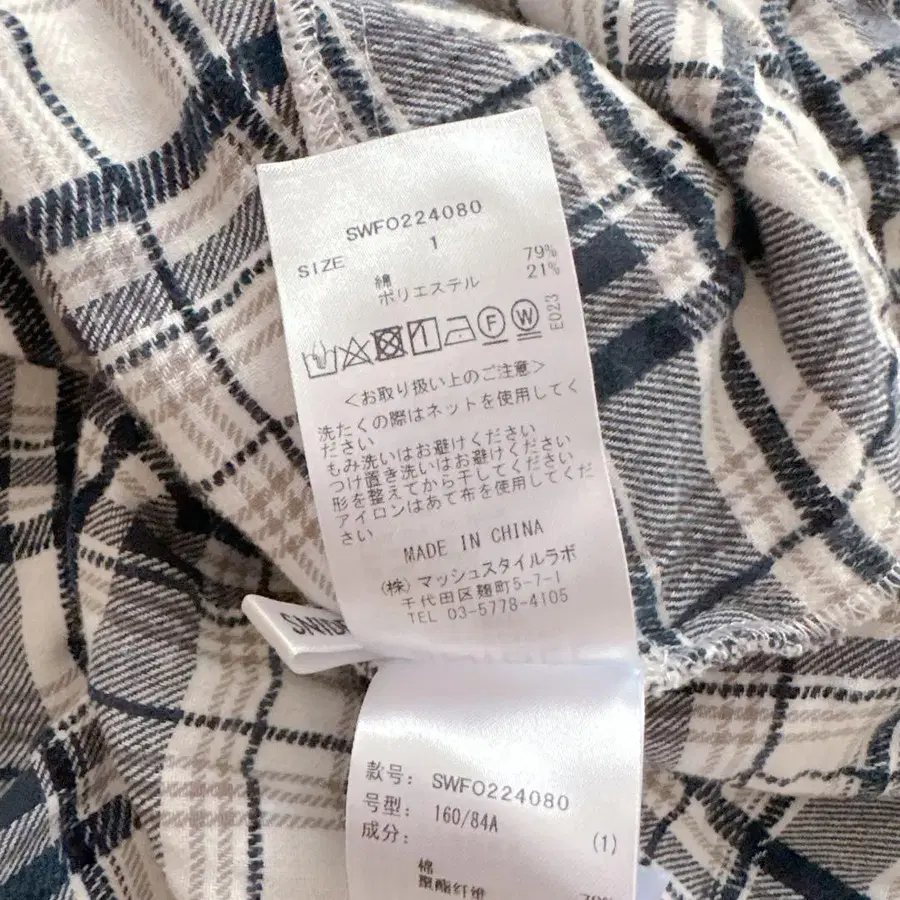 SWFO224080
SIZE 1
綿 79%
ポリエステル 21%
F W E023
<お取り扱い上のご注意>
洗たくの際はネットを使用してく
ださい
もみ洗いはお避けください
つけ置き洗いはお避けください
形を整えてから干してください
アイロンはあて布を使用してくだ
さい
MADE IN CHINA
(株)マッシュスタイルラボ
千代田区麹町5-7-1
TEL 03-5778-4105
款号: SWFO224080
号型: 160/84A (1)
成分:
棉
聚酯纤维